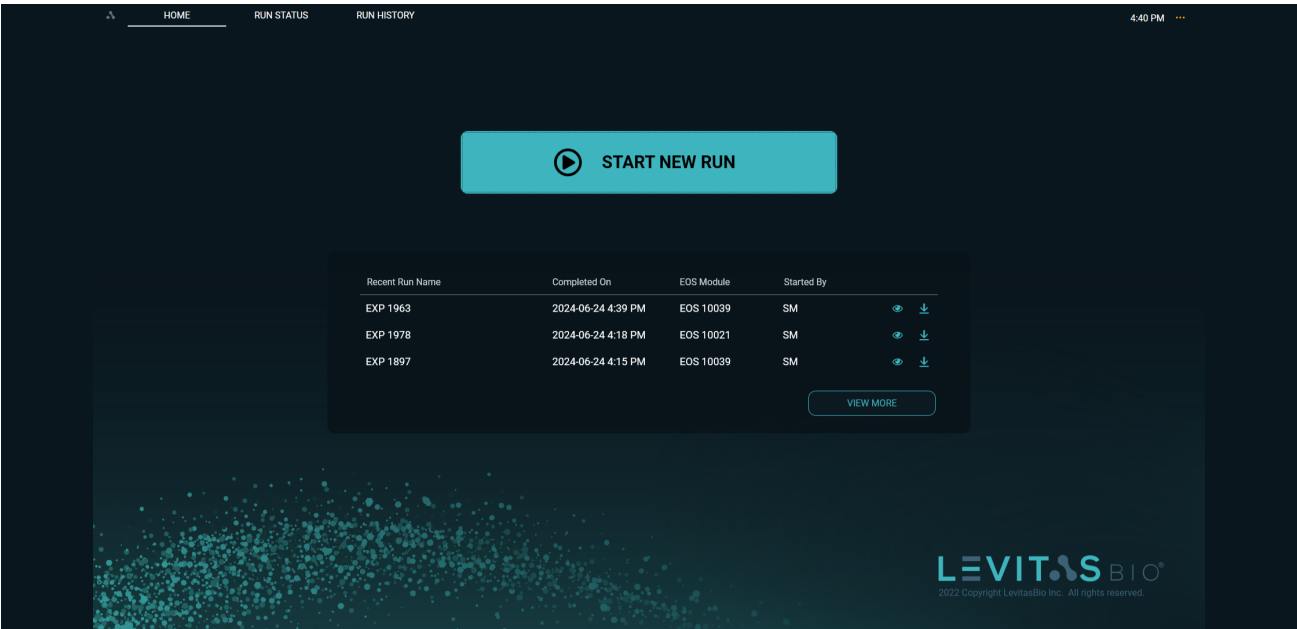 HOME RUN STATUS RUN HISTORY 4:40 PM ...
START NEW RUN
Recent Run Name Completed On EOS Module Started By
EXP 1963 2024-06-24 4:39 PM EOS 10039 SM
EXP 1978 2024-06-24 4:18 PM EOS 10021 SM
EXP 1897 2024-06-24 4:15 PM EOS 10039 SM
VIEW MORE
LEVITAS BIO®
2022 Copyright LevitasBio Inc. All rights reserved.